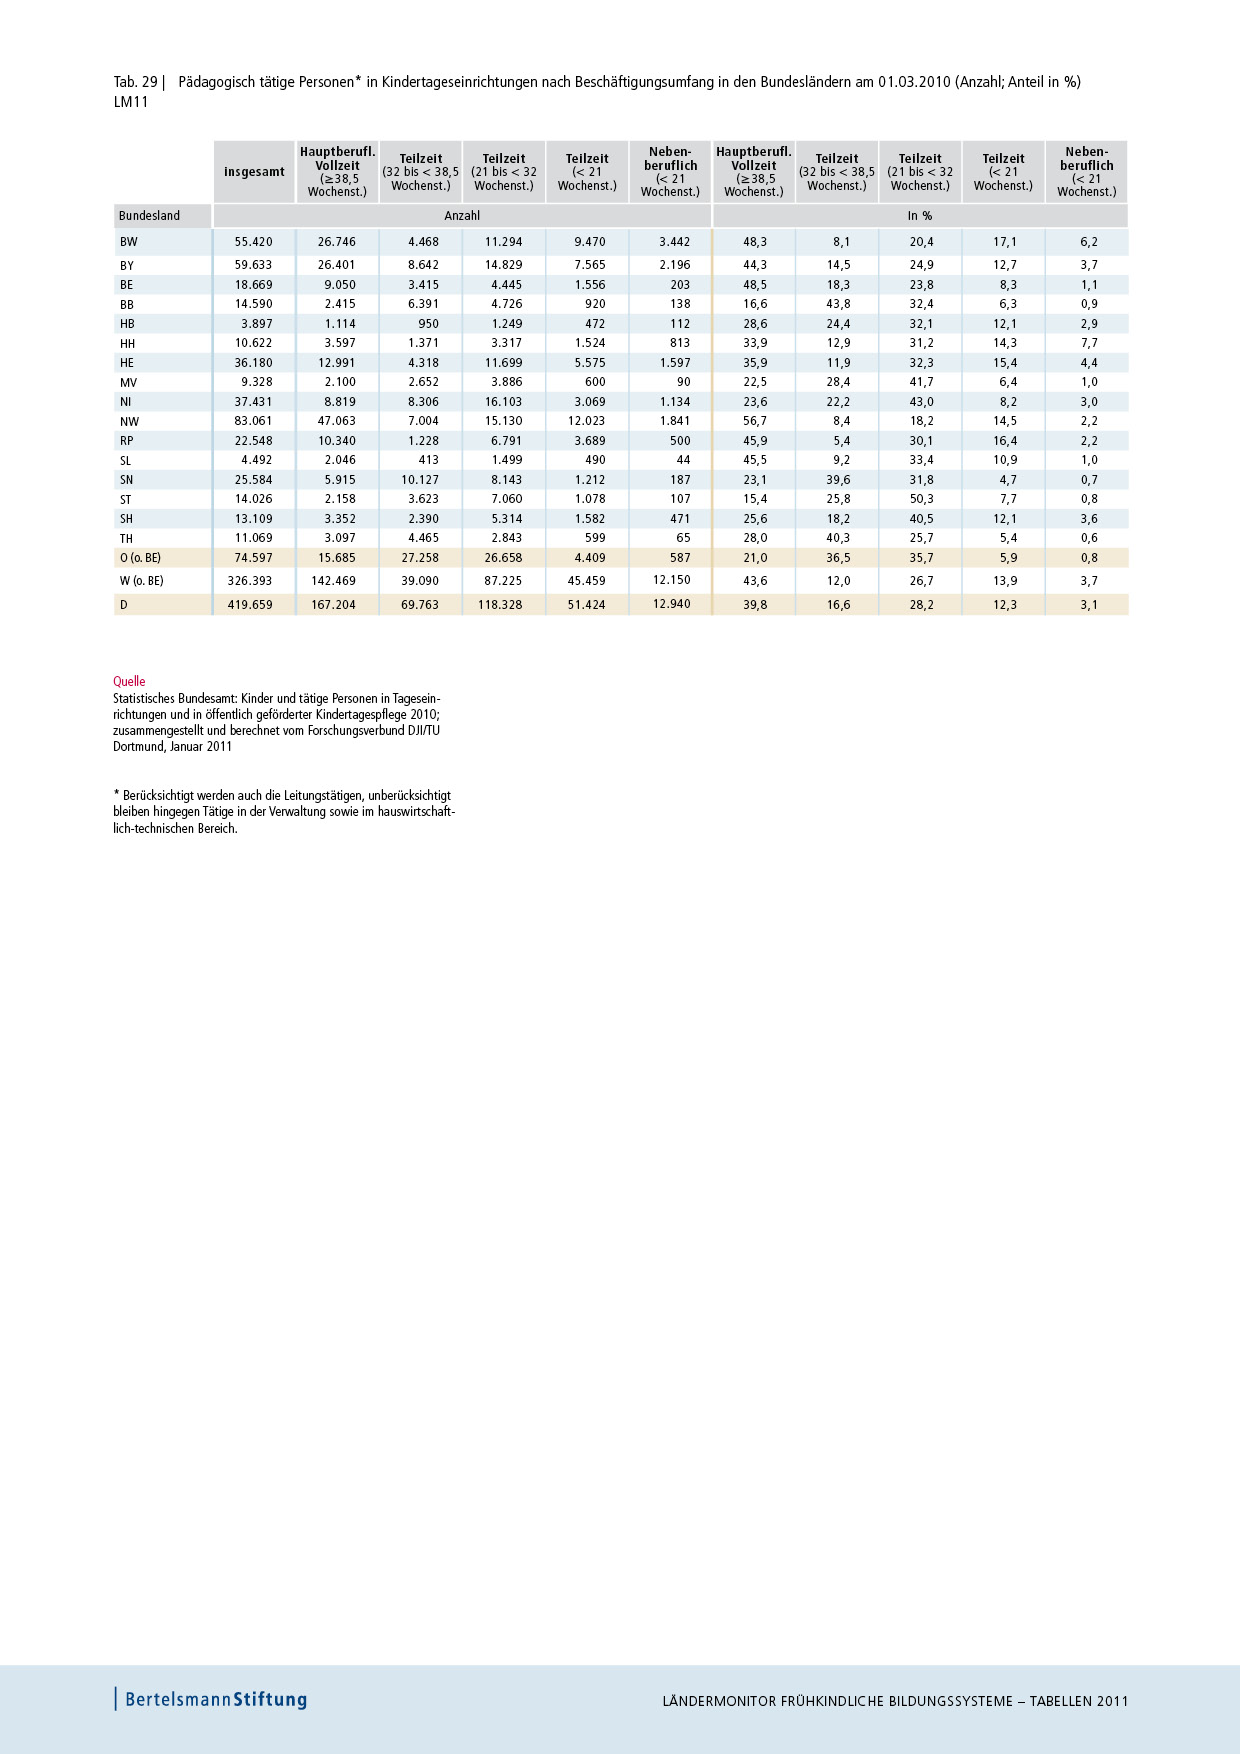 Tab. 29 | Pädagogisch tätige Personen* in Kindertageseinrichtungen nach Beschäftigungsumfang in den Bundesländern am 01.03.2010 (Anzahl; Anteil in %)
LM11
insgesamt Hauptberufl. Vollzeit (≥38,5 Wochenst.) Teilzeit (32 bis < 38,5 Wochenst.) Teilzeit (21 bis < 32 Wochenst.) Teilzeit (< 21 Wochenst.) Neben-beruflich (< 21 Wochenst.) Hauptberufl. Vollzeit (≥38,5 Wochenst.) Teilzeit (32 bis < 38,5 Wochenst.) Teilzeit (21 bis < 32 Wochenst.) Teilzeit (< 21 Wochenst.) Neben-beruflich (< 21 Wochenst.)
Bundesland Anzahl In %
BW 55.420 26.746 4.468 11.294 9.470 3.442 48,3 8,1 20,4 17,1 6,2
BY 59.633 26.401 8.642 14.829 7.565 2.196 44,3 14,5 24,9 12,7 3,7
BE 18.669 9.050 3.415 4.445 1.556 203 48,5 18,3 23,8 8,3 1,1
BB 14.590 2.415 6.391 4.726 920 138 16,6 43,8 32,4 6,3 0,9
HB 3.897 1.114 950 1.249 472 112 28,6 24,4 32,1 12,1 2,9
HH 10.622 3.597 1.371 3.317 1.524 813 33,9 12,9 31,2 14,3 7,7
HE 36.180 12.991 4.318 11.699 5.575 1.597 35,9 11,9 32,3 15,4 4,4
MV 9.328 2.100 2.652 3.886 600 90 22,5 28,4 41,7 6,4 1,0
NI 37.431 8.819 8.306 16.103 3.069 1.134 23,6 22,2 43,0 8,2 3,0
NW 83.061 47.063 7.004 15.130 12.023 1.841 56,7 8,4 18,2 14,5 2,2
RP 22.548 10.340 1.228 6.791 3.689 500 45,9 5,4 30,1 16,4 2,2
SL 4.492 2.046 413 1.499 490 44 45,5 9,2 33,4 10,9 1,0
SN 25.584 5.915 10.127 8.143 1.212 187 23,1 39,6 31,8 4,7 0,7
ST 14.026 2.158 3.623 7.060 1.078 107 15,4 25,8 50,3 7,7 0,8
SH 13.109 3.352 2.390 5.314 1.582 471 25,6 18,2 40,5 12,1 3,6
TH 11.069 3.097 4.465 2.843 599 65 28,0 40,3 25,7 5,4 0,6
O (o. BE) 74.597 15.685 27.258 26.658 4.409 587 21,0 36,5 35,7 5,9 0,8
W (o. BE) 326.393 142.469 39.090 87.225 45.459 12.150 43,6 12,0 26,7 13,9 3,7
D 419.659 167.204 69.763 118.328 51.424 12.940 39,8 16,6 28,2 12,3 3,1
Quelle
Statistisches Bundesamt: Kinder und tätige Personen in Tagesein-
richtungen und in öffentlich geförderter Kindertagespflege 2010;
zusammengestellt und berechnet vom Forschungsverbund DJI/TU
Dortmund, Januar 2011
* Berücksichtigt werden auch die Leitungstätigen, unberücksichtigt
bleiben hingegen Tätige in der Verwaltung sowie im hauswirtschaft-
lich-technischen Bereich.
BertelsmannStiftung
LÄNDERMONITOR FRÜHKINDLICHE BILDUNGSSYSTEME – TABELLEN 2011